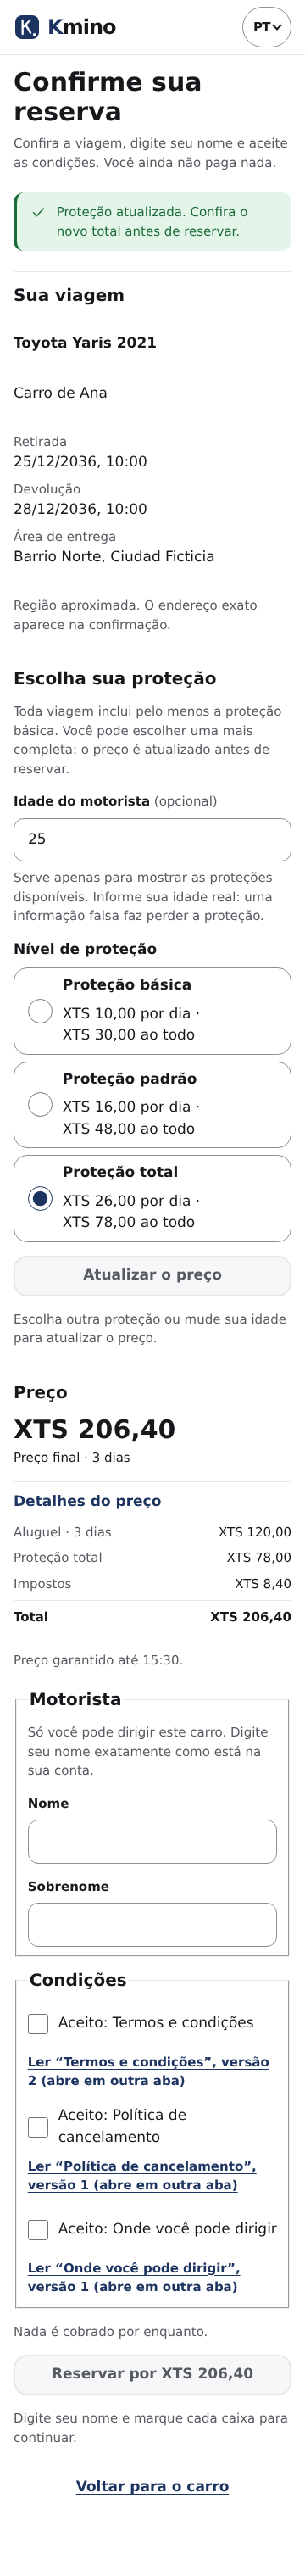 Kmino
PT
Confirme sua
reserva
Confira a viagem, digite seu nome e aceite
as condições. Você ainda não paga nada.
Proteção atualizada. Confira o
novo total antes de reservar.
Sua viagem
Toyota Yaris 2021
Carro de Ana
Retirada
25/12/2036, 10:00
Devolução
28/12/2036, 10:00
Área de entrega
Barrio Norte, Ciudad Ficticia
Região aproximada. O endereço exato
aparece na confirmação.
Escolha sua proteção
Toda viagem inclui pelo menos a proteção
básica. Você pode escolher uma mais
completa: o preço é atualizado antes de
reservar.
Idade do motorista (opcional)
25
Serve apenas para mostrar as proteções
disponíveis. Informe sua idade real: uma
informação falsa faz perder a proteção.
Nível de proteção
Proteção básica
XTS 10,00 por dia ·
XTS 30,00 ao todo
Proteção padrão
XTS 16,00 por dia ·
XTS 48,00 ao todo
Proteção total
XTS 26,00 por dia ·
XTS 78,00 ao todo
Atualizar o preço
Escolha outra proteção ou mude sua idade
para atualizar o preço.
Preço
XTS 206,40
Preço final · 3 dias
Detalhes do preço
Aluguel · 3 dias XTS 120,00
Proteção total XTS 78,00
Impostos XTS 8,40
Total XTS 206,40
Preço garantido até 15:30.
Motorista
Só você pode dirigir este carro. Digite
seu nome exatamente como está na
sua conta.
Nome
Sobrenome
Condições
Aceito: Termos e condições
Ler “Termos e condições”, versão
2 (abre em outra aba)
Aceito: Política de
cancelamento
Ler “Política de cancelamento”,
versão 1 (abre em outra aba)
Aceito: Onde você pode dirigir
Ler “Onde você pode dirigir”,
versão 1 (abre em outra aba)
Nada é cobrado por enquanto.
Reservar por XTS 206,40
Digite seu nome e marque cada caixa para
continuar.
Voltar para o carro